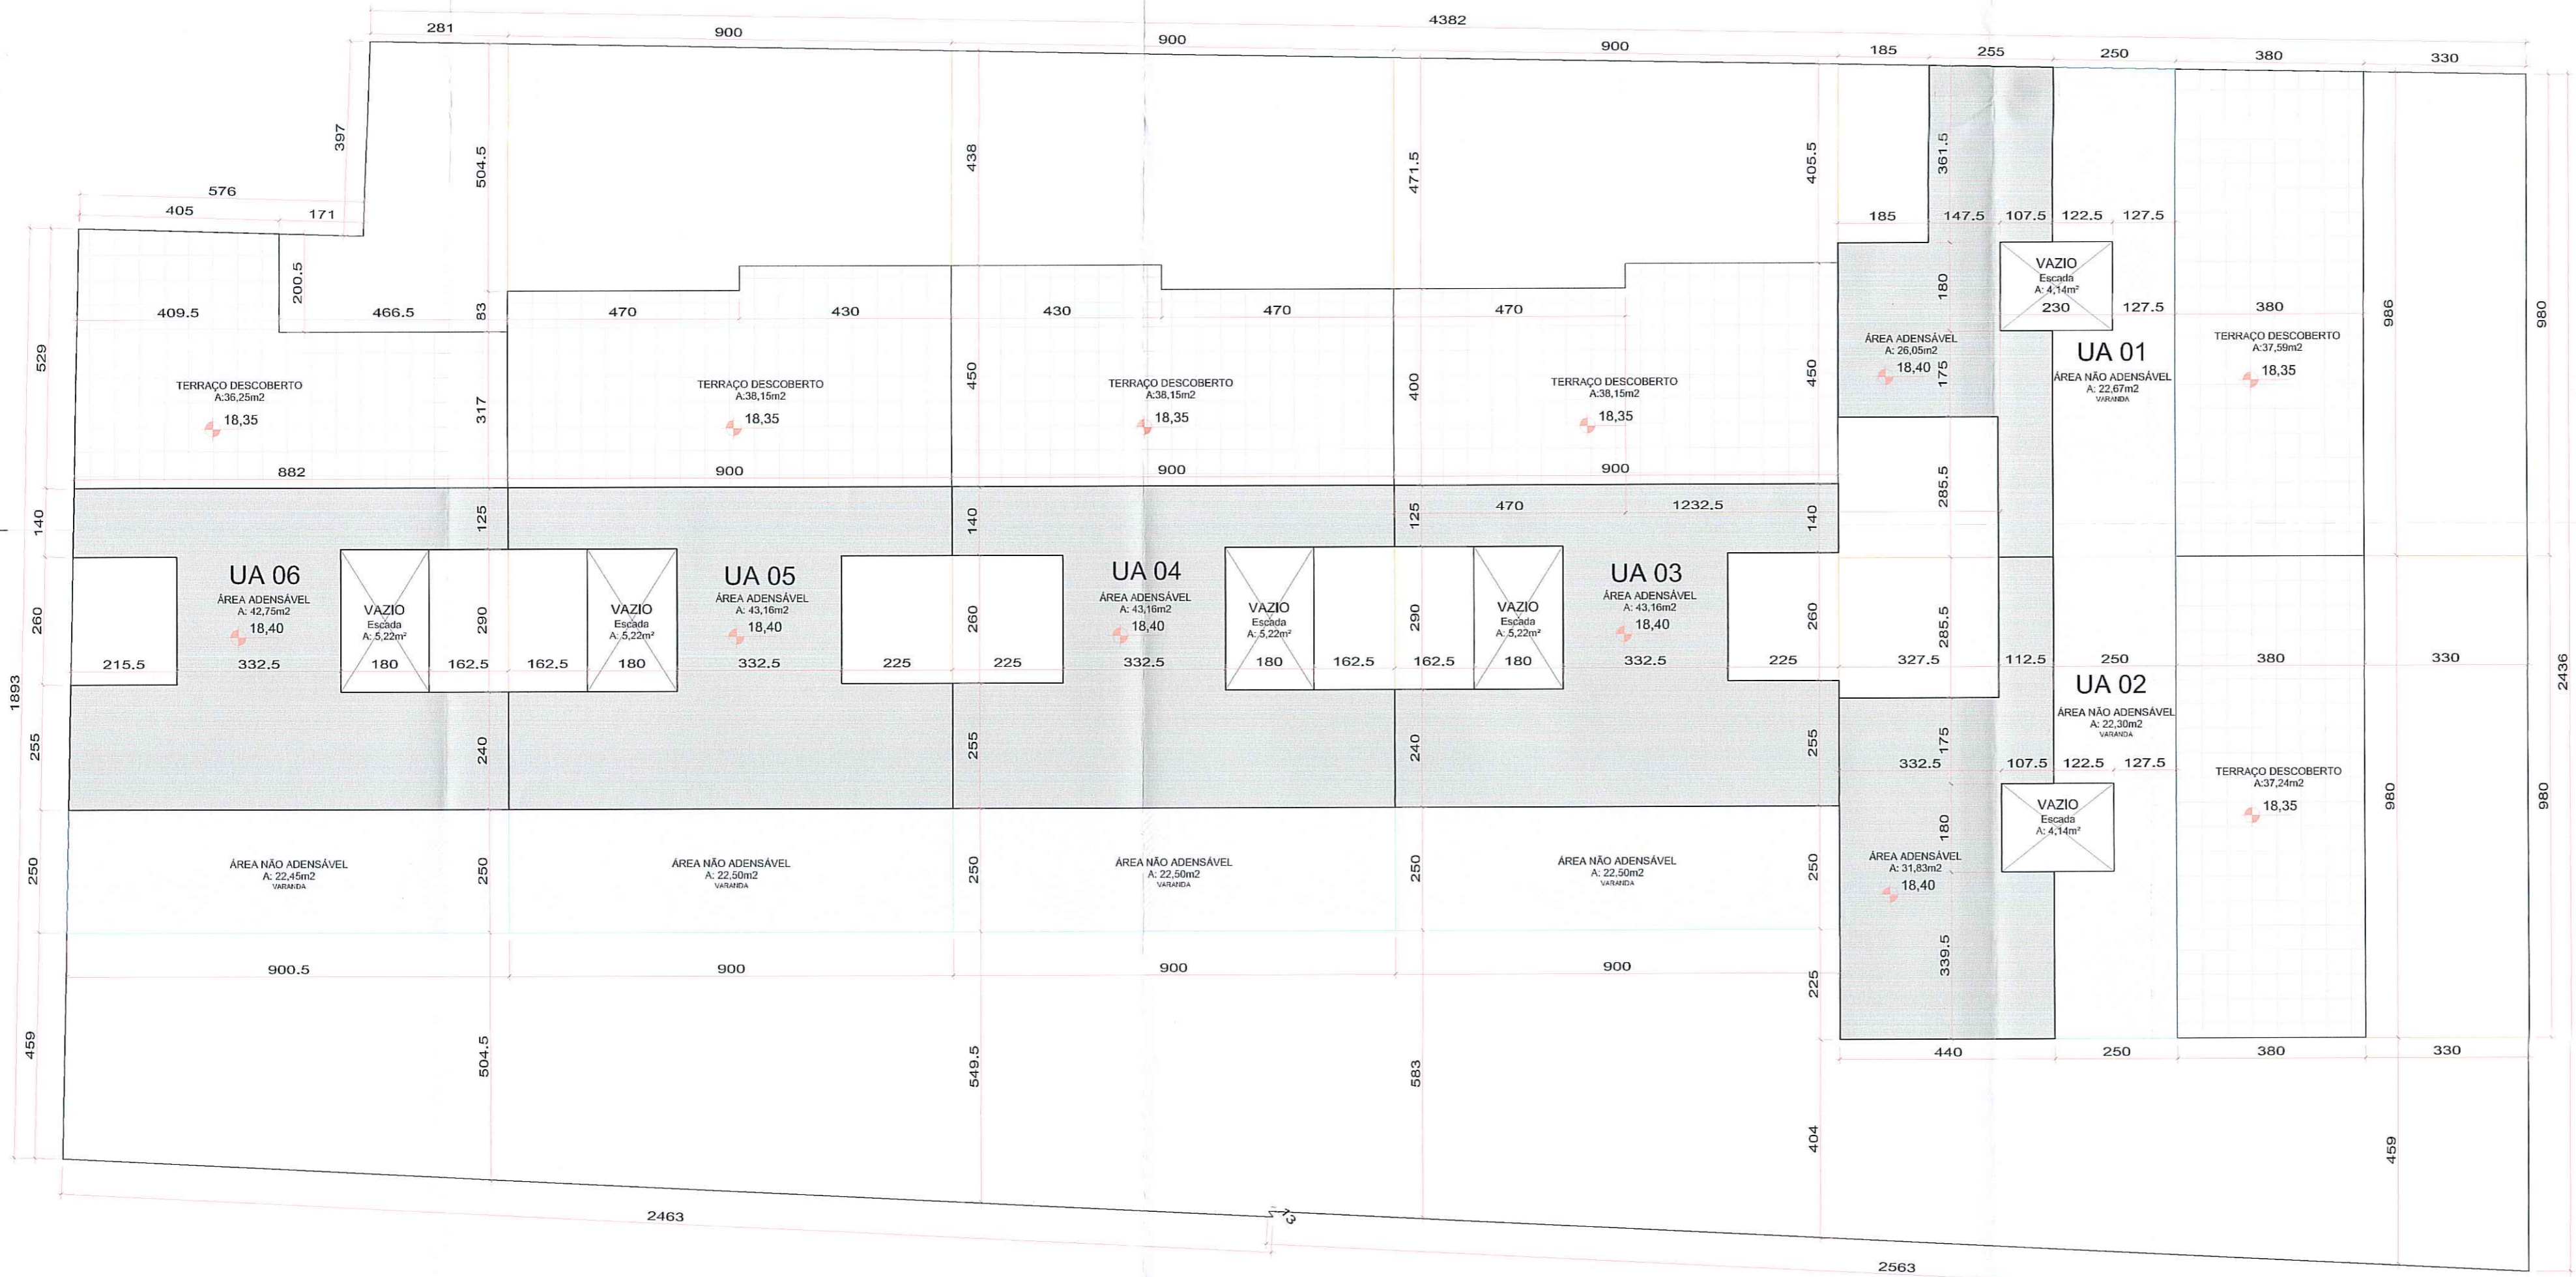 4382
281
900
900
900
185
255
250
380
330
397
504.5
438
471.5
405.5
361.5
576
405
171
185
147.5
107.5
122.5
127.5
200.5
409.5
466.5
83
470
430
430
470
470
180
VAZIO
Escada
A: 4,14m²
230
127.5
380
986
980
529
TERRAÇO DESCOBERTO
A:36,25m2
18,35
317
TERRAÇO DESCOBERTO
A:38,15m2
18,35
450
TERRAÇO DESCOBERTO
A:38,15m2
18,35
400
TERRAÇO DESCOBERTO
A:38,15m2
18,35
450
ÁREA ADENSÁVEL
A: 26,05m2
18,40
175
UA 01
ÁREA NÃO ADENSÁVEL
A: 22,67m2
VARANDA
TERRAÇO DESCOBERTO
A:37,59m2
18,35
882
900
900
900
140
125
140
125
470
1232.5
140
285.5
UA 06
ÁREA ADENSÁVEL
A: 42,75m2
18,40
260
215.5
332.5
VAZIO
Escada
A: 5,22m²
180
290
162.5
162.5
VAZIO
Escada
A: 5,22m²
180
UA 05
ÁREA ADENSÁVEL
A: 43,16m2
18,40
332.5
225
260
225
UA 04
ÁREA ADENSÁVEL
A: 43,16m2
18,40
332.5
VAZIO
Escada
A: 5,22m²
180
162.5
290
162.5
VAZIO
Escada
A: 5,22m²
180
UA 03
ÁREA ADENSÁVEL
A: 43,16m2
18,40
332.5
225
260
285.5
327.5
112.5
250
380
330
2436
1893
UA 02
ÁREA NÃO ADENSÁVEL
A: 22,30m2
VARANDA
255
240
255
240
255
175
332.5
107.5
122.5
127.5
TERRAÇO DESCOBERTO
A:37,24m2
18,35
980
980
VAZIO
Escada
A: 4,14m²
180
250
ÁREA NÃO ADENSÁVEL
A: 22,45m2
VARANDA
250
ÁREA NÃO ADENSÁVEL
A: 22,50m2
VARANDA
250
ÁREA NÃO ADENSÁVEL
A: 22,50m2
VARANDA
250
ÁREA NÃO ADENSÁVEL
A: 22,50m2
VARANDA
250
ÁREA ADENSÁVEL
A: 31,83m2
18,40
339.5
900.5
900
900
900
225
459
504.5
549.5
583
404
440
250
380
330
459
2463
13
2563